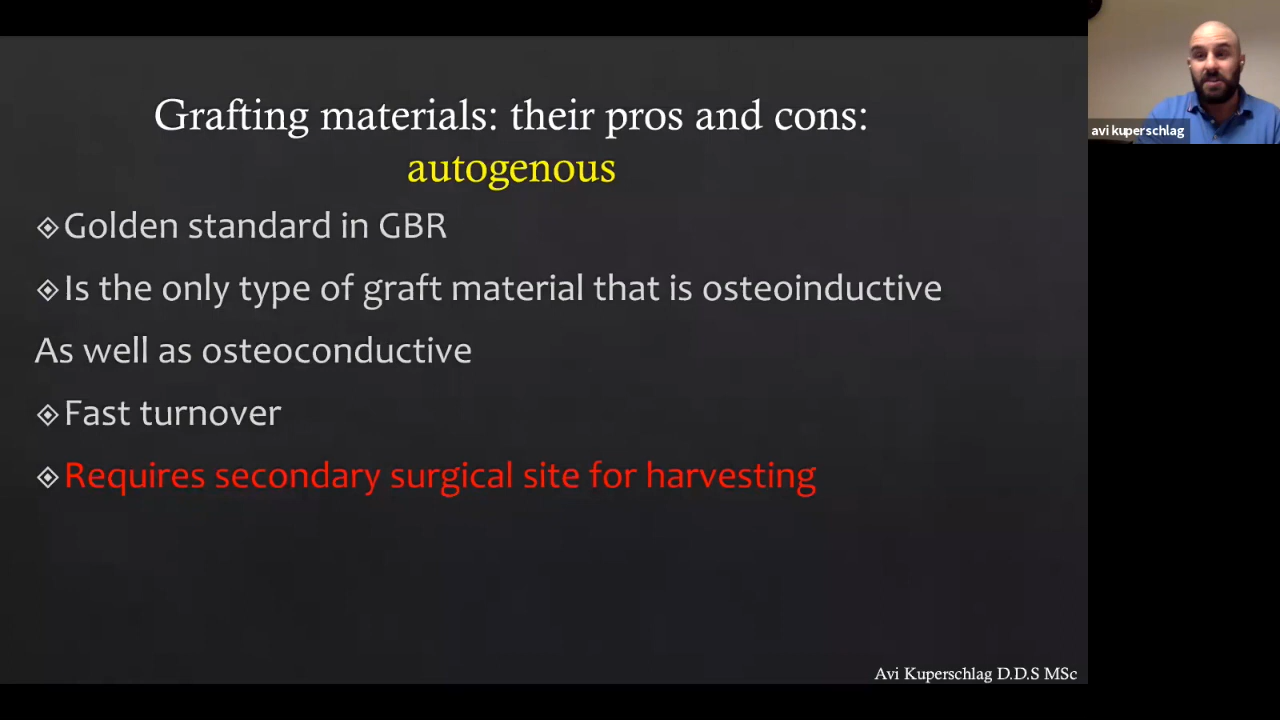 Grafting materials: their pros and cons:
autogenous
Golden standard in GBR
Is the only type of graft material that is osteoinductive
As well as osteoconductive
Fast turnover
Requires secondary surgical site for harvesting
Avi Kuperschlag D.D.S MSc
avi kuperschlag